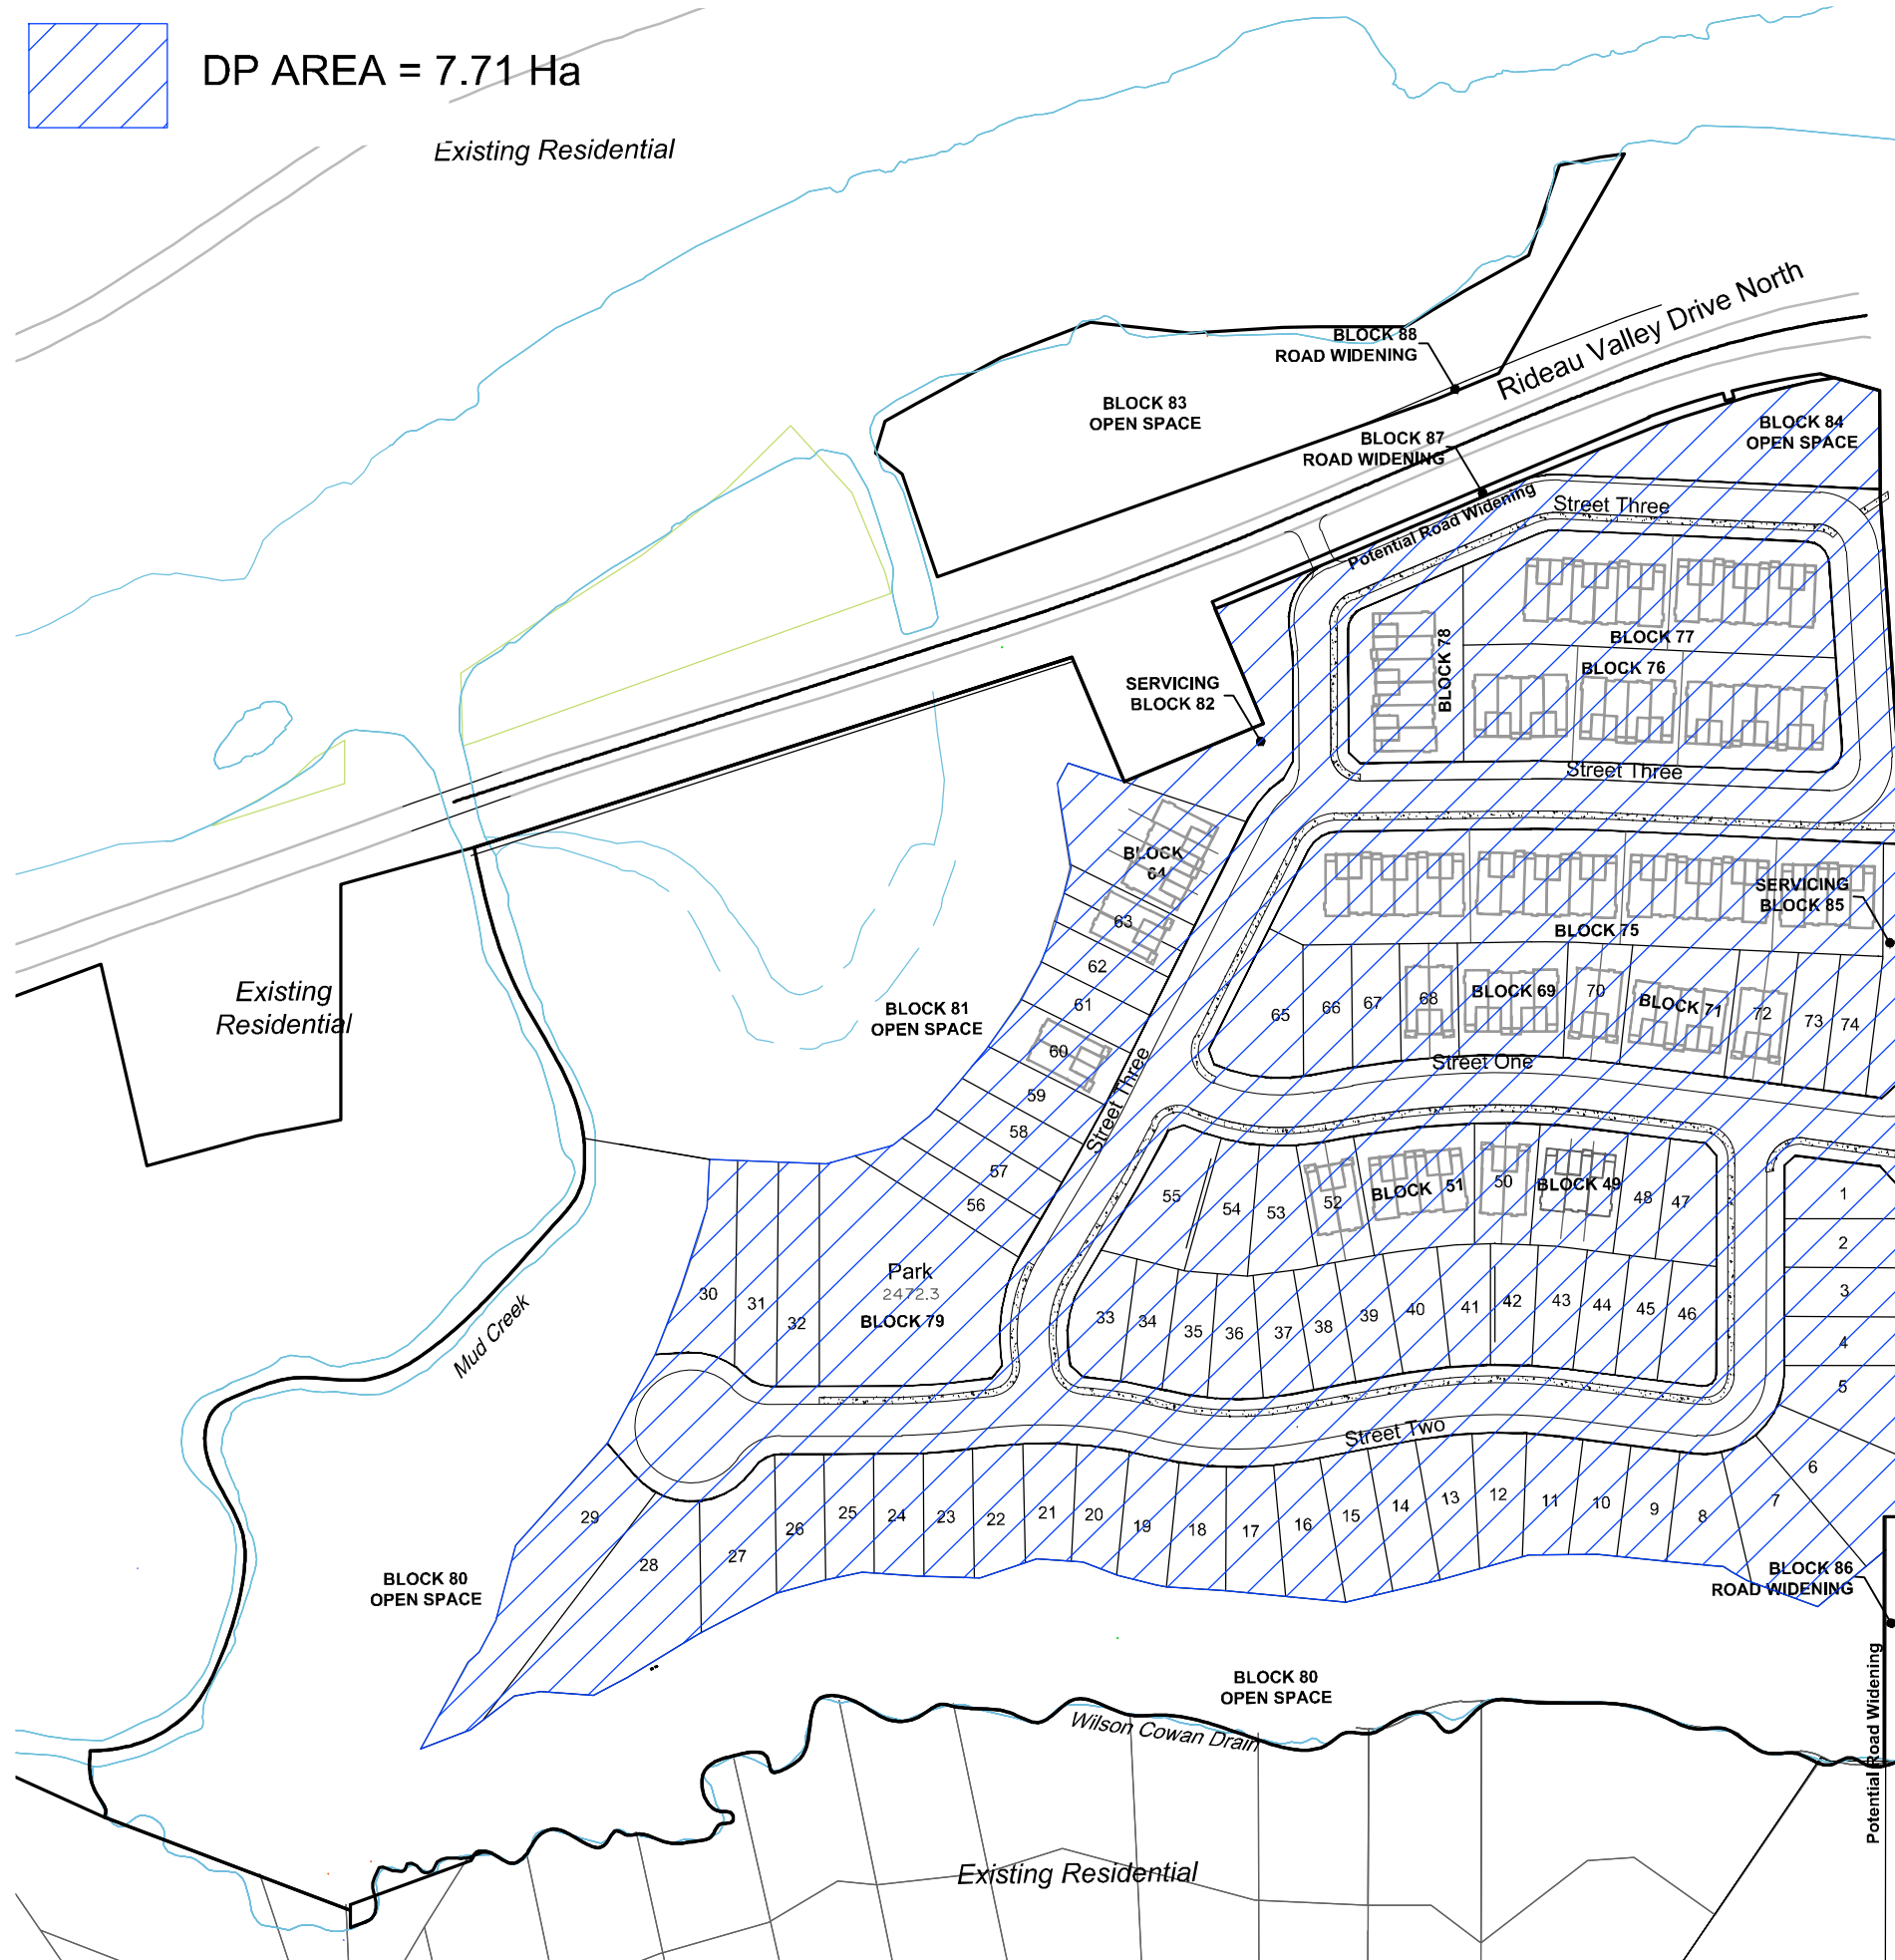 DP AREA = 7.71 Ha
Existing Residential
Rideau Valley Drive North
BLOCK 88
ROAD WIDENING
BLOCK 83
OPEN SPACE
BLOCK 87
ROAD WIDENING
BLOCK 84
OPEN SPACE
Potential Road Widening
Street Three
BLOCK 77
BLOCK 78
BLOCK 76
SERVICING
BLOCK 82
Street Three
BLOCK
64
SERVICING
BLOCK 85
63
BLOCK 75
62
61
60
59
58
57
56
Existing
Residential
BLOCK 81
OPEN SPACE
65
66
67
68
BLOCK 69
70
BLOCK 71
72
73
74
Street One
Street Three
55
54
53
52
BLOCK 51
50
BLOCK 49
48
47
1
2
3
4
5
Park
2472.3
BLOCK 79
30
31
32
33
34
35
36
37
38
39
40
41
42
43
44
45
46
Mud Creek
Street Two
6
7
29
28
27
26
25
24
23
22
21
20
19
18
17
16
15
14
13
12
11
10
9
8
BLOCK 80
OPEN SPACE
BLOCK 86
ROAD WIDENING
BLOCK 80
OPEN SPACE
Potential Road Widening
Wilson Cowan Drain
Existing Residential